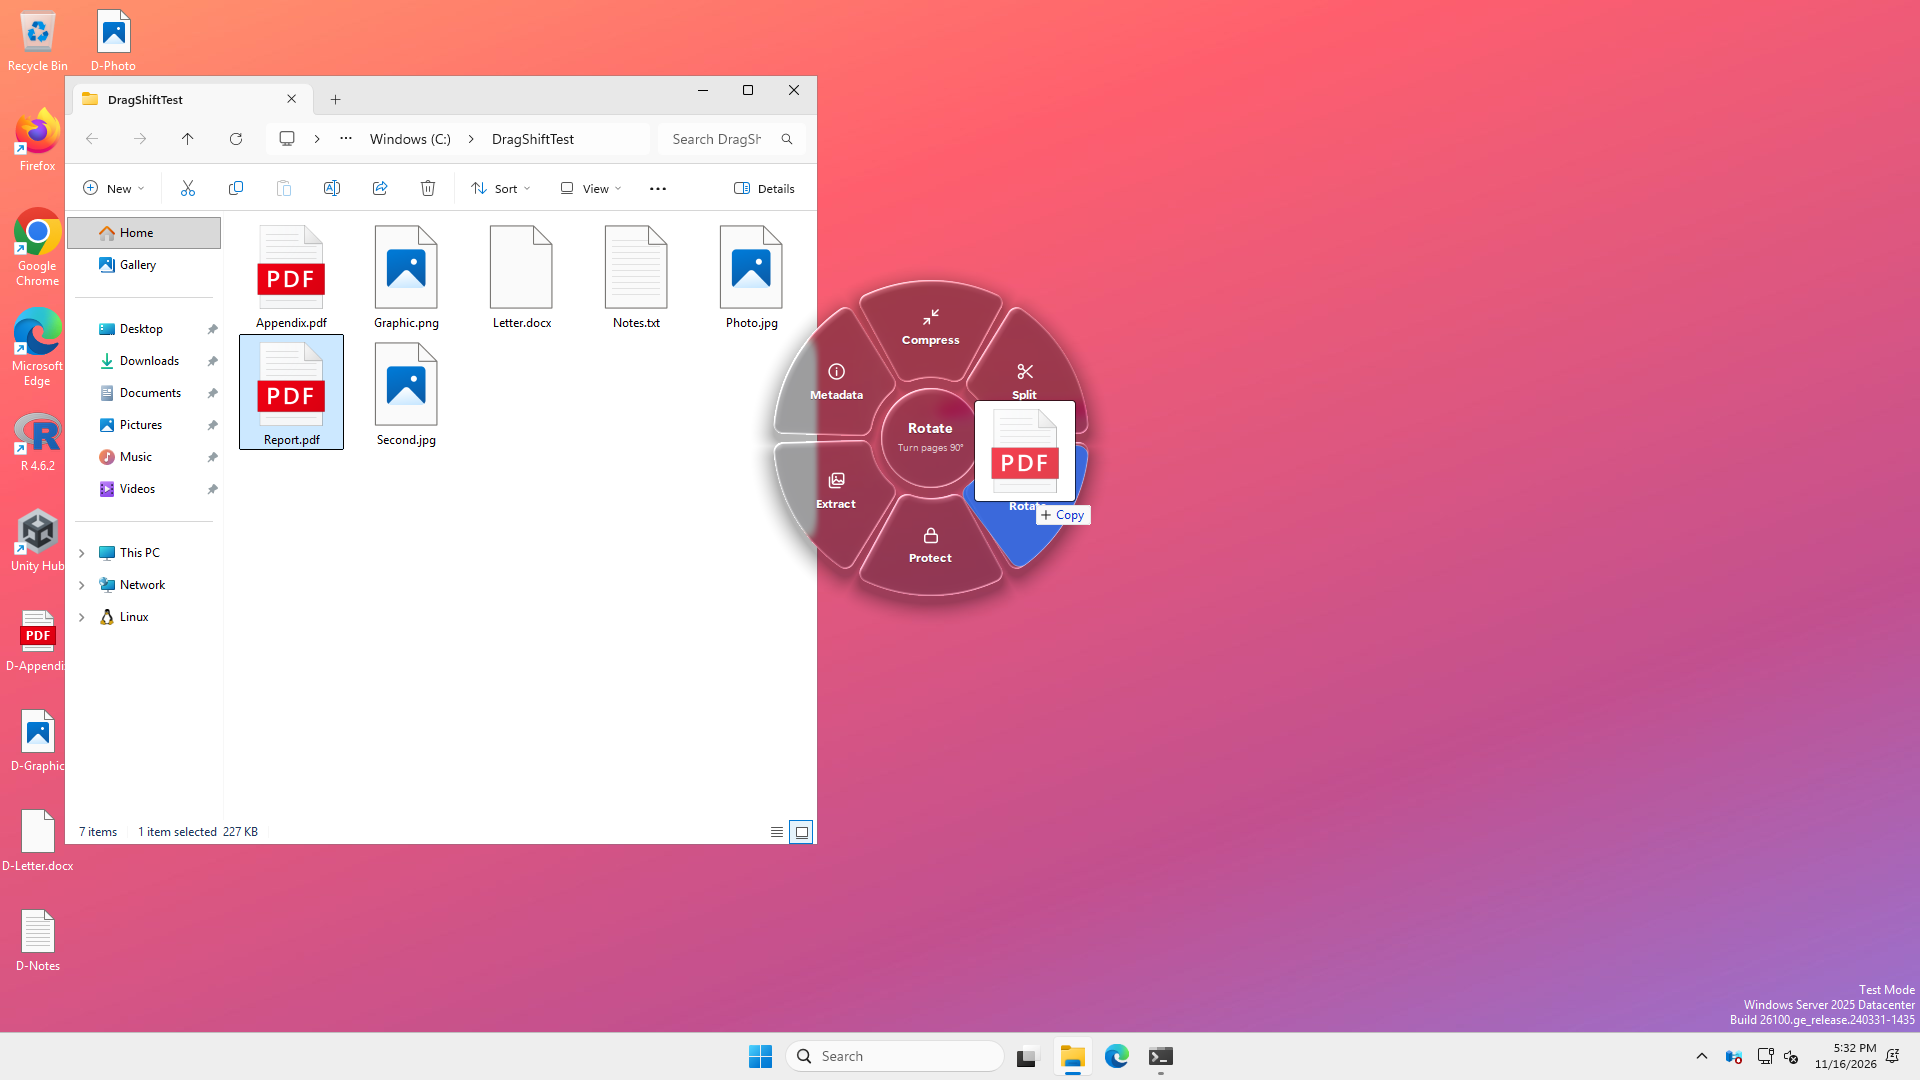 Recycle Bin
D-Photo
Firefox
Google
Chrome
Microsoft
Edge
R 4.6.2
Unity Hub
D-Graphic
D-Letter.docx
D-Notes
DragShiftTest
Windows (C:)
DragShiftTest
New
Sort
View
Details
Home
Gallery
Desktop
Downloads
Documents
Pictures
Music
Videos
This PC
Network
Linux
PDF
Appendix.pdf
Graphic.png
Letter.docx
Notes.txt
Photo.jpg
PDF
Report.pdf
Second.jpg
7 items
1 item selected 227 KB
Compress
Split
Metadata
Rotate
Turn pages 90°
Extract
Protect
PDF
+ Copy
PDF
Test Mode
Windows Server 2025 Datacenter
Build 26100.ge_release.240331-1435
Search
5:32 PM
11/16/2026